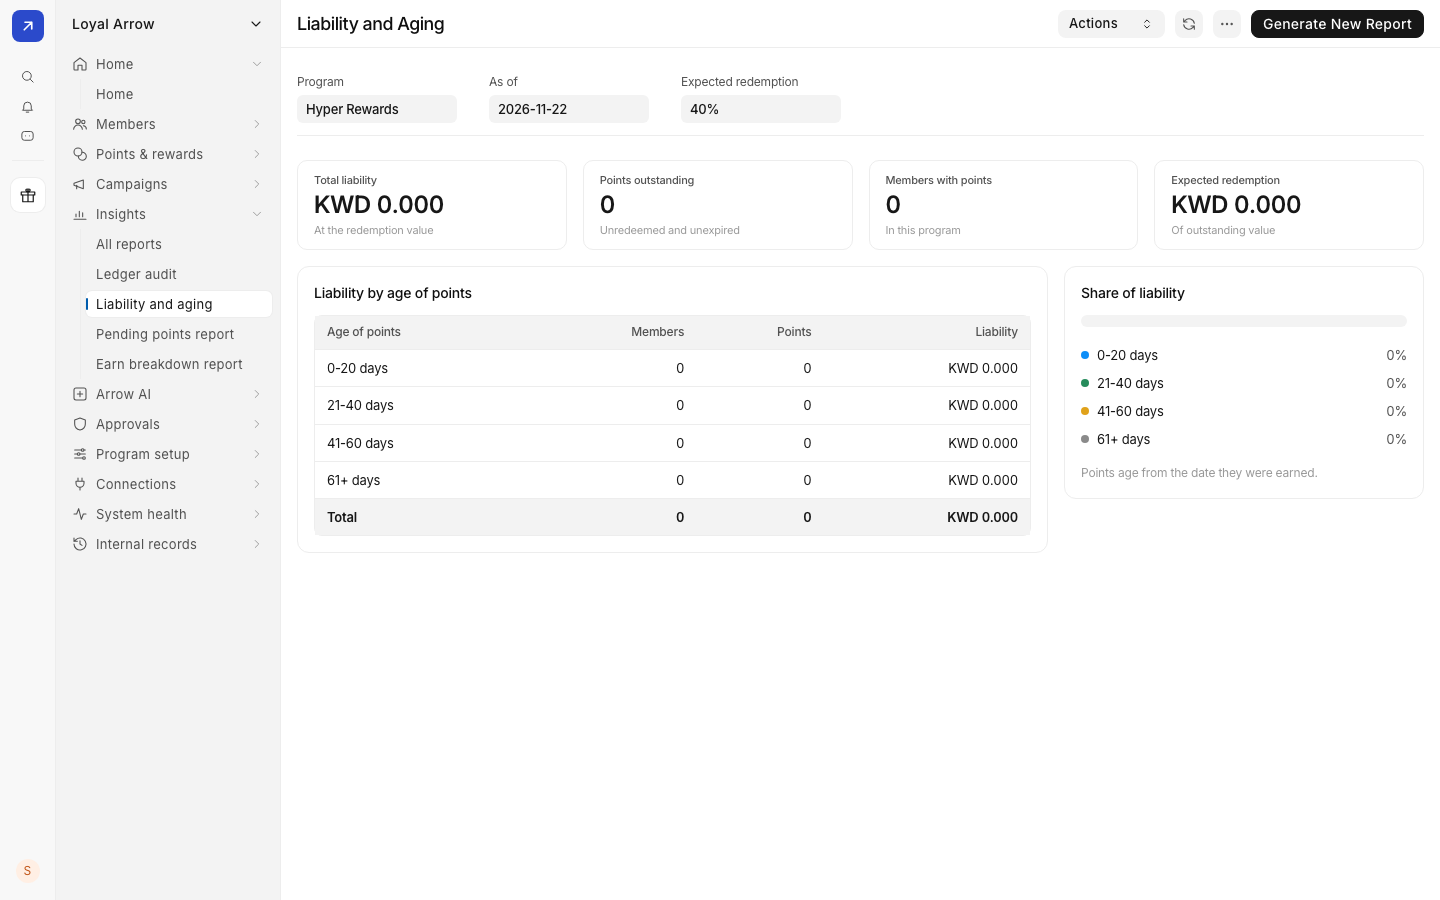 Loyal Arrow
Home
Home
Members
Points & rewards
Campaigns
Insights
All reports
Ledger audit
Liability and aging
Pending points report
Earn breakdown report
Arrow AI
Approvals
Program setup
Connections
System health
Internal records
S
Liability and Aging
Actions
Generate New Report
Program
Hyper Rewards
As of
2026-11-22
Expected redemption
40%
Total liability
KWD 0.000
At the redemption value
Points outstanding
0
Unredeemed and unexpired
Members with points
0
In this program
Expected redemption
KWD 0.000
Of outstanding value
Liability by age of points
Age of points Members Points Liability
0-20 days 0 0 KWD 0.000
21-40 days 0 0 KWD 0.000
41-60 days 0 0 KWD 0.000
61+ days 0 0 KWD 0.000
Total 0 0 KWD 0.000
Share of liability
0-20 days 0%
21-40 days 0%
41-60 days 0%
61+ days 0%
Points age from the date they were earned.